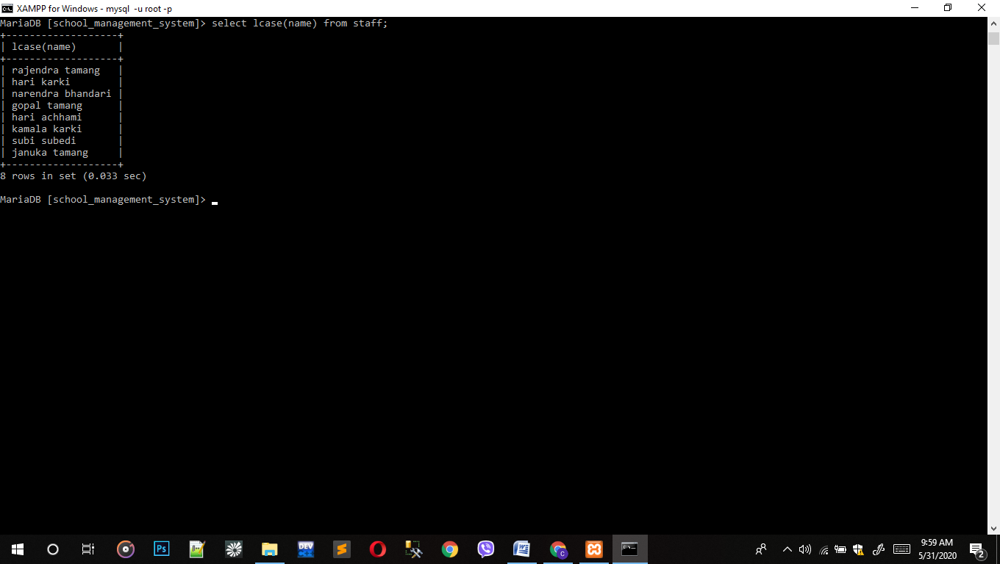 XAMPP for Windows - mysql  -u root -p
MariaDB [school_management_system]> select lcase(name) from staff;
+-------------------+
| lcase(name)       |
+-------------------+
| rajendra tamang   |
| hari karki        |
| narendra bhandari |
| gopal tamang      |
| hari achhami      |
| kamala karki      |
| subi subedi       |
| januka tamang     |
+-------------------+
8 rows in set (0.033 sec)
MariaDB [school_management_system]>
Ps
DEV
C
9:59 AM
5/31/2020
2